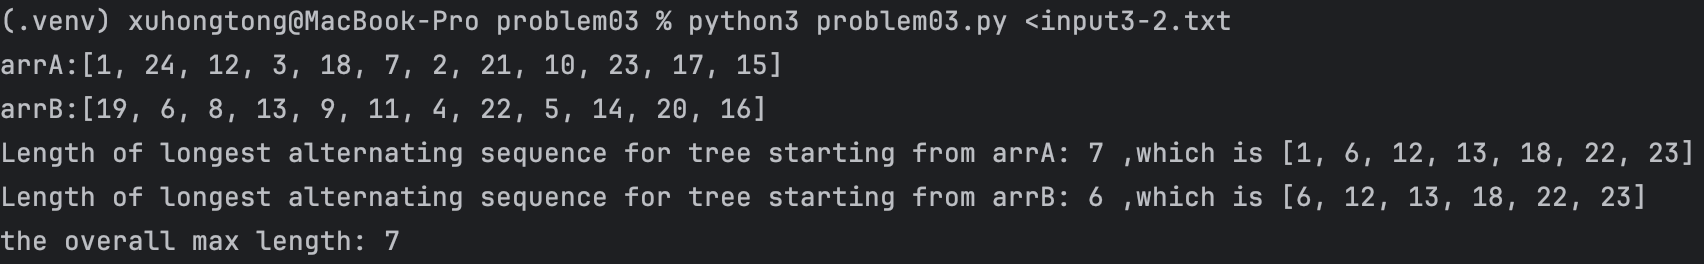 (.venv) xuhongtong@MacBook-Pro problem03 % python3 problem03.py <input3-2.txt
arrA:[1, 24, 12, 3, 18, 7, 2, 21, 10, 23, 17, 15]
arrB:[19, 6, 8, 13, 9, 11, 4, 22, 5, 14, 20, 16]
Length of longest alternating sequence for tree starting from arrA: 7 ,which is [1, 6, 12, 13, 18, 22, 23]
Length of longest alternating sequence for tree starting from arrB: 6 ,which is [6, 12, 13, 18, 22, 23]
the overall max length: 7